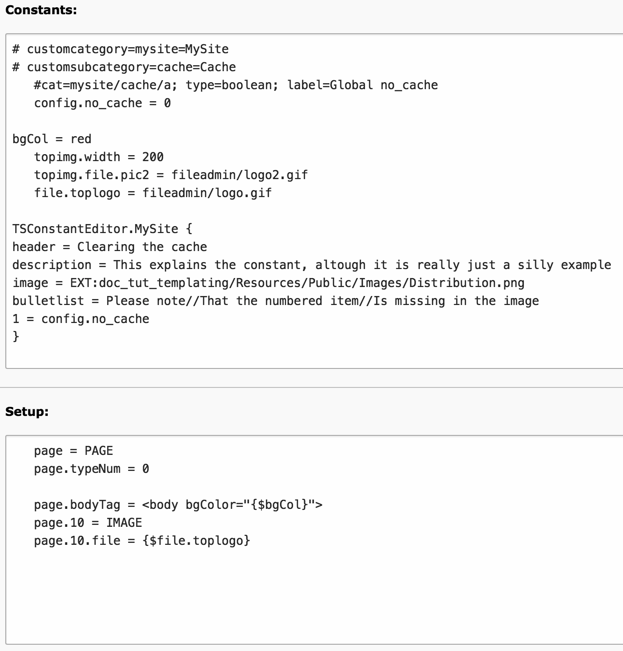 Constants:
# customcategory=mysite=MySite
# customsubcategory=cache=Cache
#cat=mysite/cache/a; type=boolean; label=Global no_cache
config.no_cache = 0
bgCol = red
topimg.width = 200
topimg.file.pic2 = fileadmin/logo2.gif
file.toplogo = fileadmin/logo.gif
TSConstantEditor.MySite {
header = Clearing the cache
description = This explains the constant, altough it is really just a silly example
image = EXT:doc_tut_templating/Resources/Public/Images/Distribution.png
bulletlist = Please note//That the numbered item//Is missing in the image
1 = config.no_cache
}
Setup:
page = PAGE
page.typeNum = 0
page.bodyTag = <body bgColor="{$bgCol}">
page.10 = IMAGE
page.10.file = {$file.toplogo}